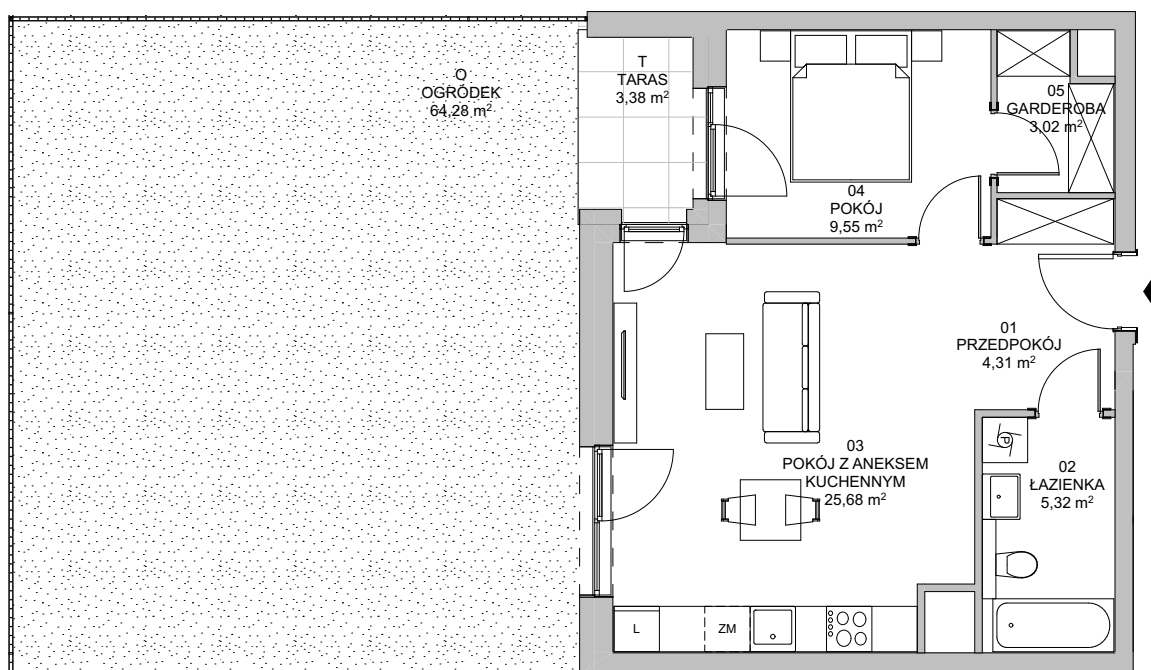 O
OGRÓDEK
64,28 m²
T
TARAS
3,38 m²
05
GARDEROBA
3,02 m²
04
POKÓJ
9,55 m²
01
PRZEDPOKÓJ
4,31 m²
03
POKÓJ Z ANEKSEM
KUCHENNYM
25,68 m²
02
ŁAZIENKA
5,32 m²
P
L
ZM